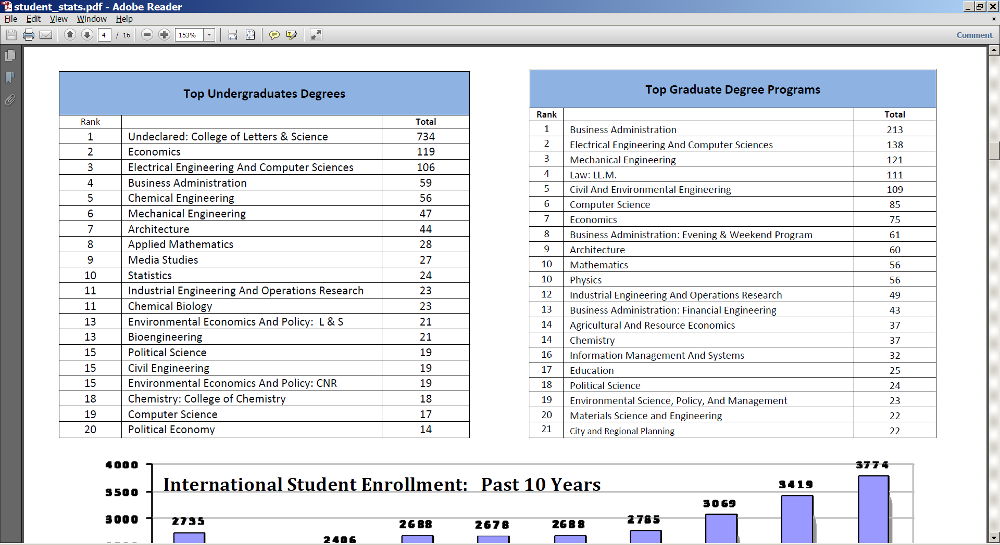 student_stats.pdf - Adobe Reader
File Edit View Window Help
4 / 16 153% Comment
Top Undergraduates Degrees
Rank Total
1 Undeclared: College of Letters & Science 734
2 Economics 119
3 Electrical Engineering And Computer Sciences 106
4 Business Administration 59
5 Chemical Engineering 56
6 Mechanical Engineering 47
7 Architecture 44
8 Applied Mathematics 28
9 Media Studies 27
10 Statistics 24
11 Industrial Engineering And Operations Research 23
11 Chemical Biology 23
13 Environmental Economics And Policy: L & S 21
13 Bioengineering 21
15 Political Science 19
15 Civil Engineering 19
15 Environmental Economics And Policy: CNR 19
18 Chemistry: College of Chemistry 18
19 Computer Science 17
20 Political Economy 14
Top Graduate Degree Programs
Rank Total
1 Business Administration 213
2 Electrical Engineering And Computer Sciences 138
3 Mechanical Engineering 121
4 Law: LL.M. 111
5 Civil And Environmental Engineering 109
6 Computer Science 85
7 Economics 75
8 Business Administration: Evening & Weekend Program 61
9 Architecture 60
10 Mathematics 56
10 Physics 56
12 Industrial Engineering And Operations Research 49
13 Business Administration: Financial Engineering 43
14 Agricultural And Resource Economics 37
14 Chemistry 37
16 Information Management And Systems 32
17 Education 25
18 Political Science 24
19 Environmental Science, Policy, And Management 23
20 Materials Science and Engineering 22
21 City and Regional Planning 22
International Student Enrollment: Past 10 Years
4000
3500
3000
2735
2406
2688
2678
2688
2785
3069
3419
3774